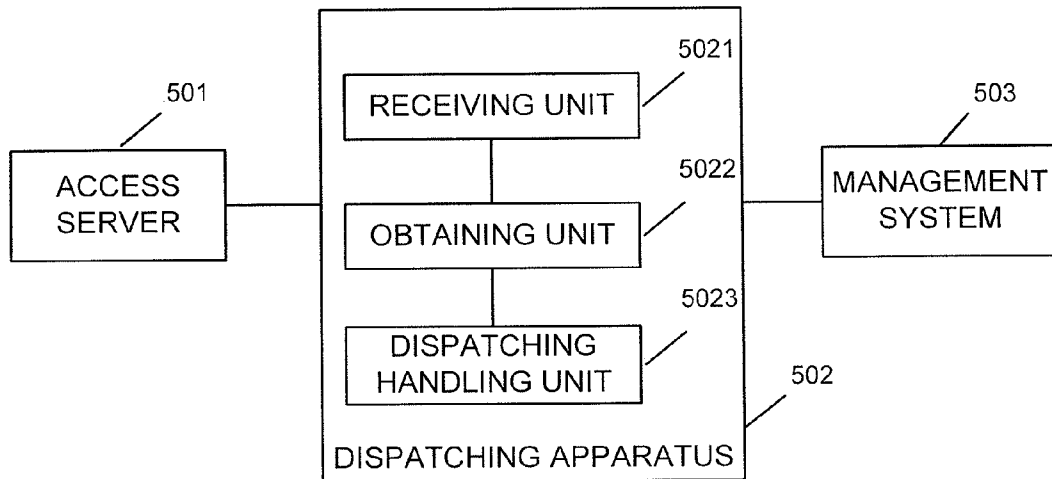 501
ACCESS
SERVER
5021
RECEIVING UNIT
5022
OBTAINING UNIT
5023
DISPATCHING
HANDLING UNIT
502
DISPATCHING APPARATUS
503
MANAGEMENT
SYSTEM